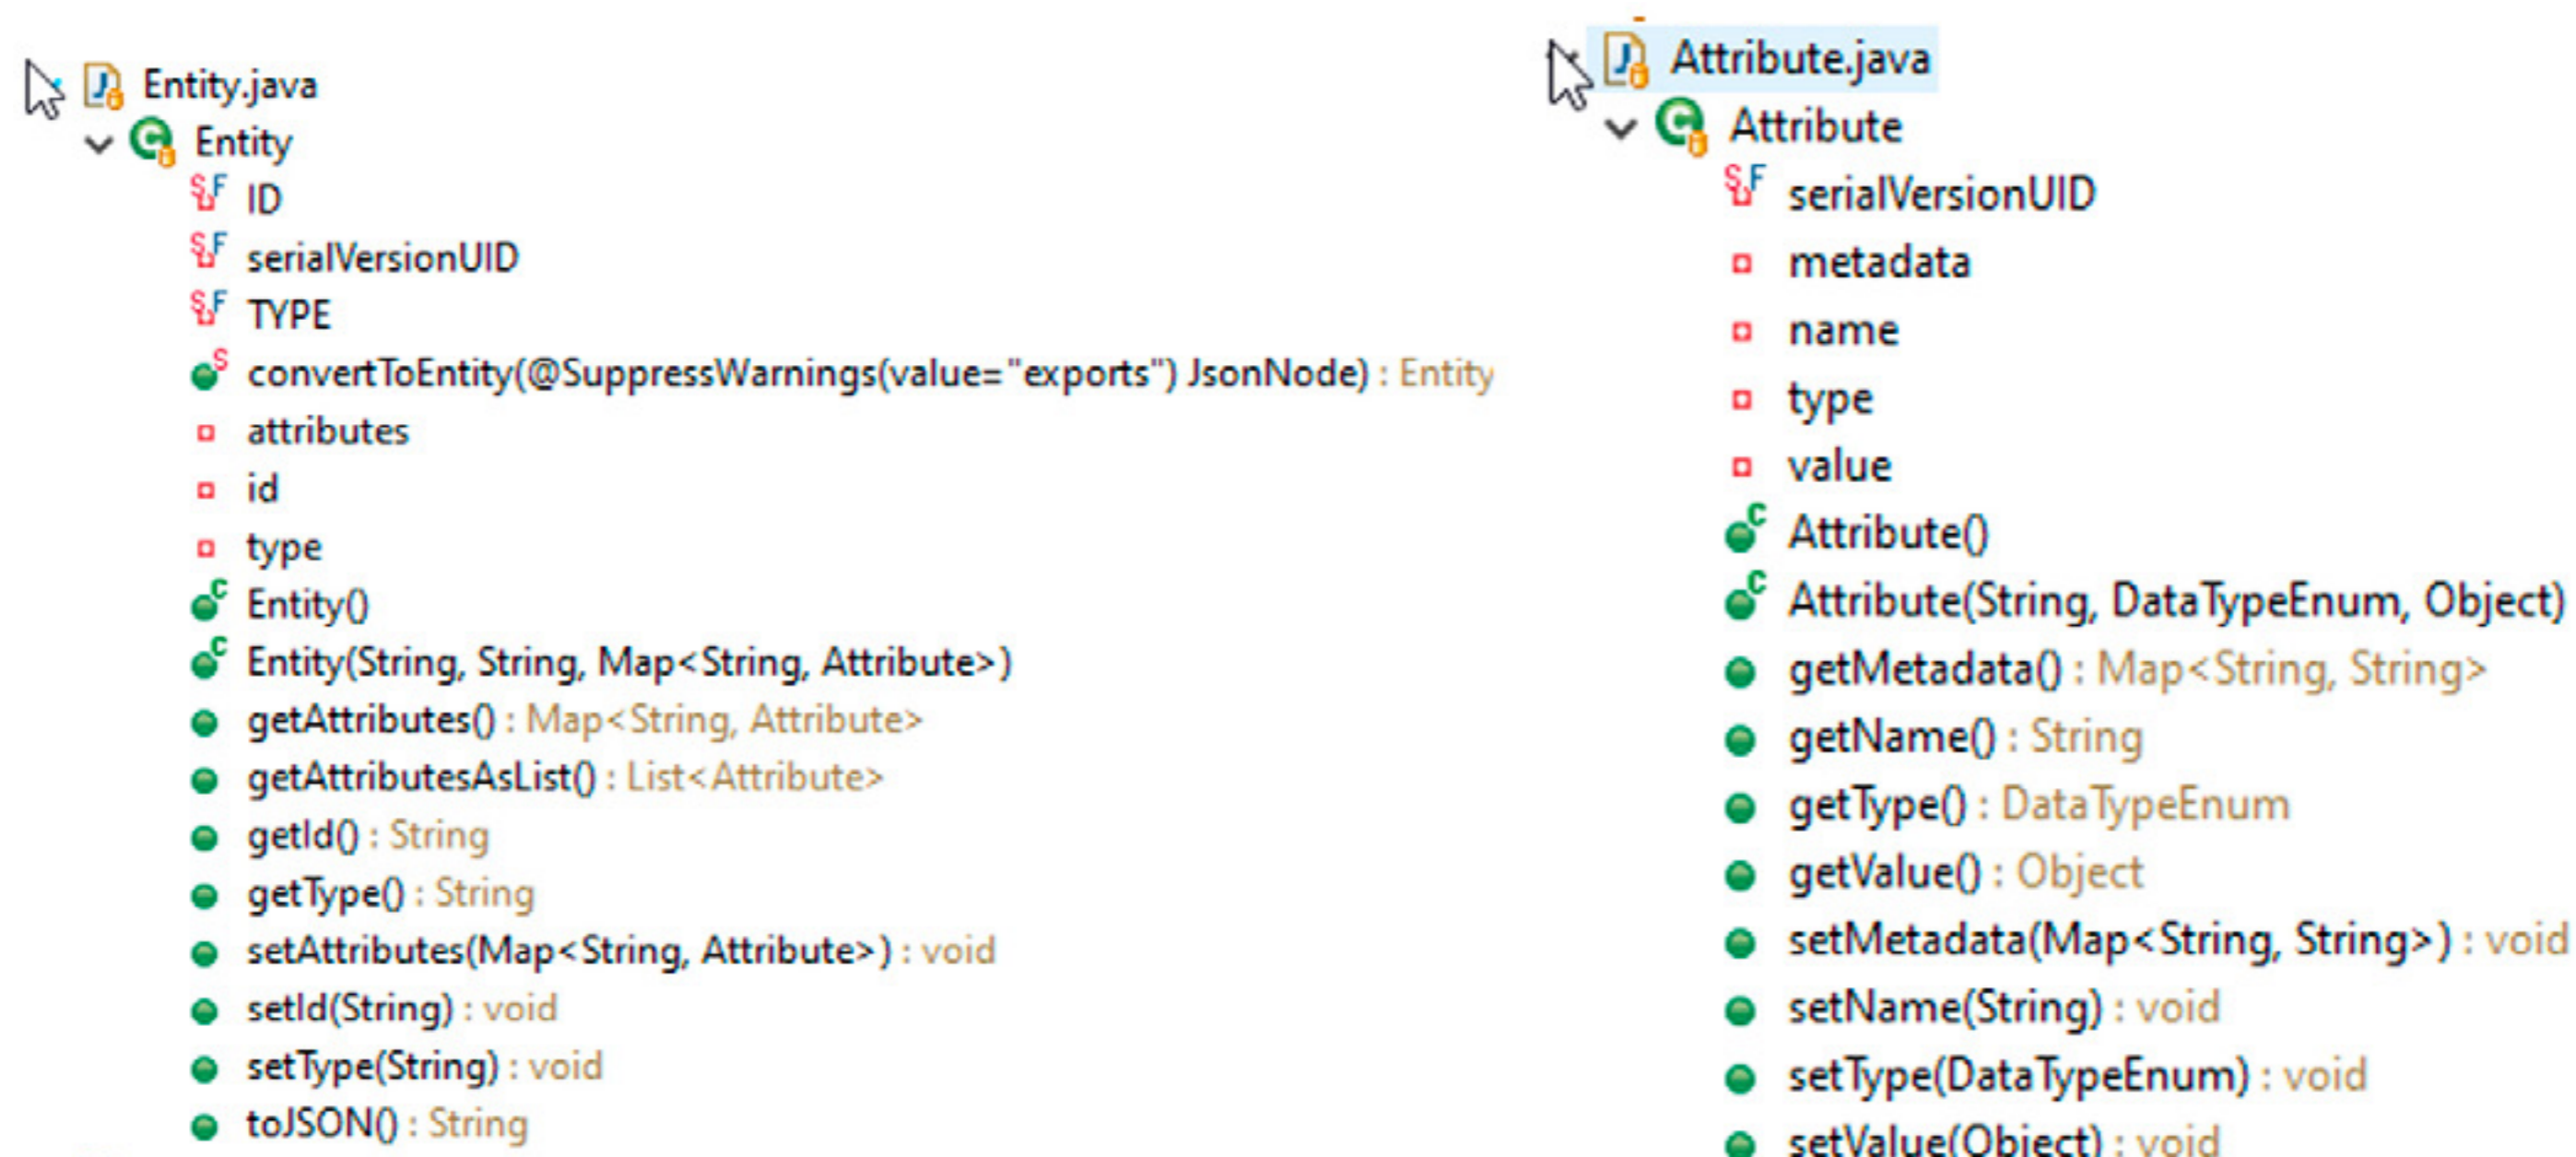 Entity.java
Entity
ID
serialVersionUID
TYPE
convertToEntity(@SuppressWarnings(value="exports") JsonNode) : Entity
attributes
id
type
Entity()
Entity(String, String, Map<String, Attribute>)
getAttributes() : Map<String, Attribute>
getAttributesAsList() : List<Attribute>
getId() : String
getType() : String
setAttributes(Map<String, Attribute>) : void
setId(String) : void
setType(String) : void
toJSON() : String
Attribute.java
Attribute
serialVersionUID
metadata
name
type
value
Attribute()
Attribute(String, DataTypeEnum, Object)
getMetadata() : Map<String, String>
getName() : String
getType() : DataTypeEnum
getValue() : Object
setMetadata(Map<String, String>) : void
setName(String) : void
setType(DataTypeEnum) : void
setValue(Object) : void